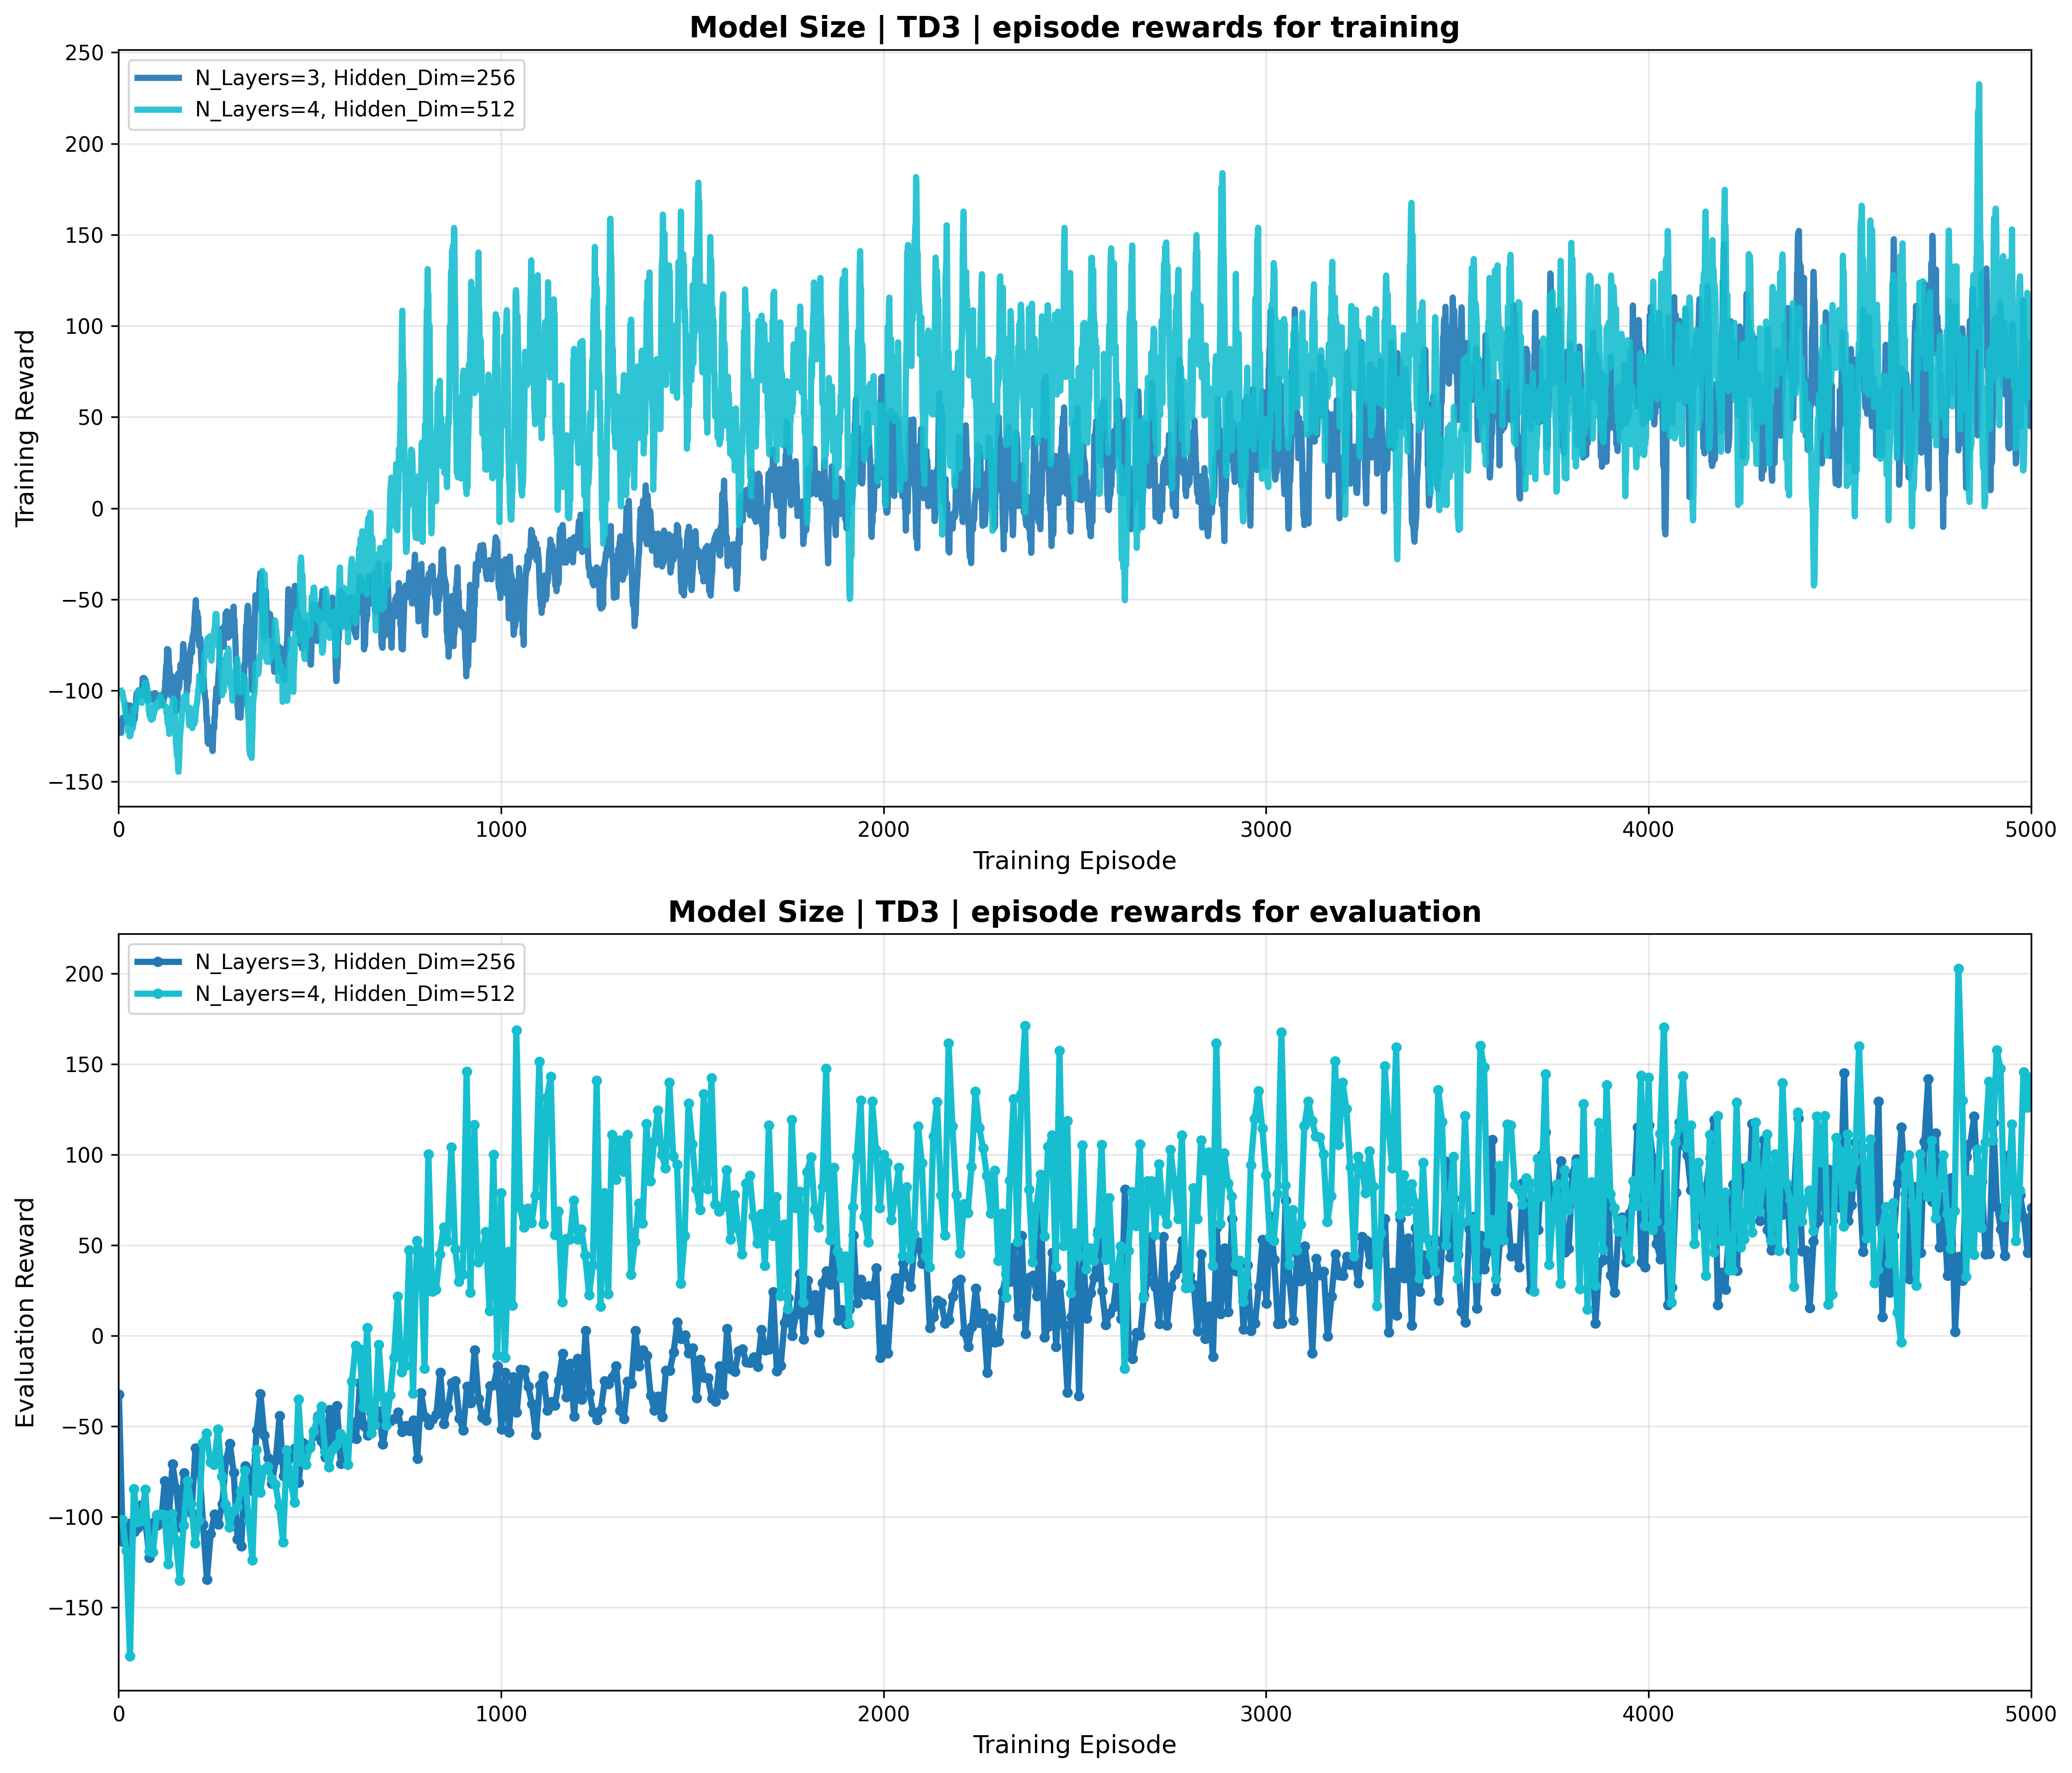 Model Size | TD3 | episode rewards for training
N_Layers=3, Hidden_Dim=256
N_Layers=4, Hidden_Dim=512
Training Reward
250
200
150
100
50
0
−50
−100
−150
0 1000 2000 3000 4000 5000
Training Episode
Model Size | TD3 | episode rewards for evaluation
N_Layers=3, Hidden_Dim=256
N_Layers=4, Hidden_Dim=512
Evaluation Reward
200
150
100
50
0
−50
−100
−150
0 1000 2000 3000 4000 5000
Training Episode